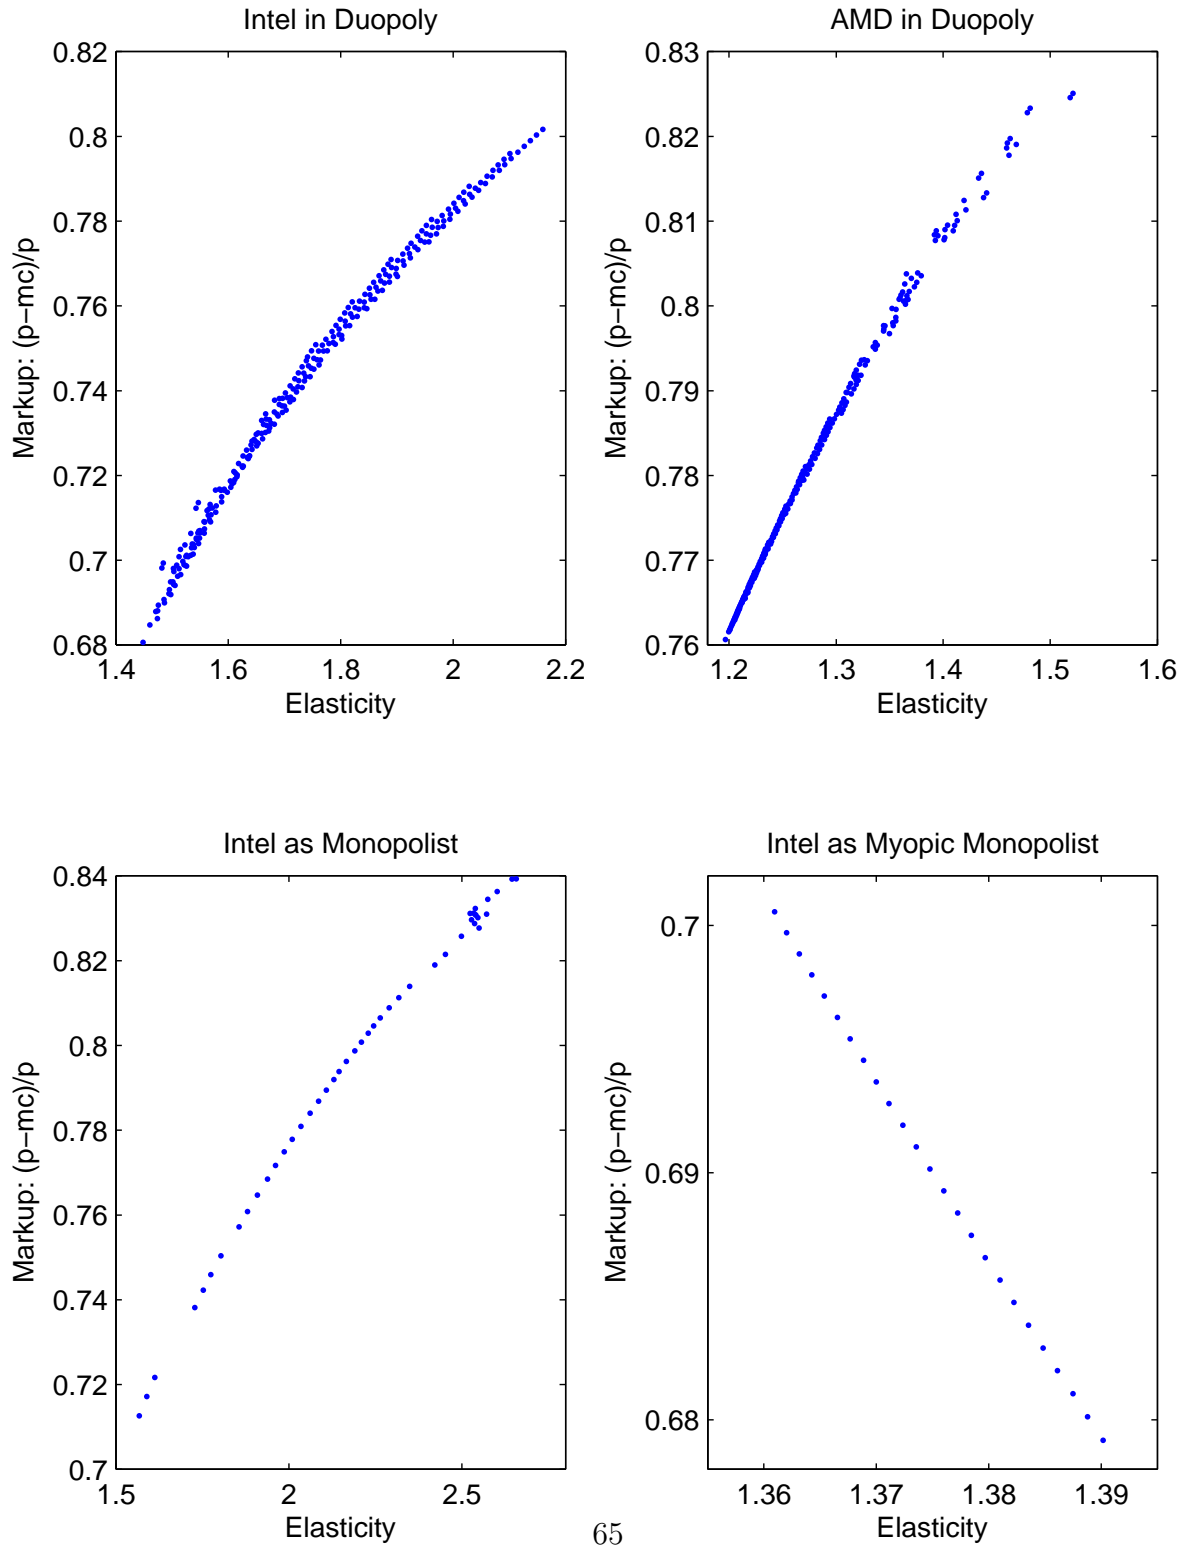 Intel in Duopoly
0.82
0.8
0.78
0.76
0.74
0.72
0.7
0.68
Markup: (p−mc)/p
1.4 1.6 1.8 2 2.2
Elasticity
AMD in Duopoly
0.83
0.82
0.81
0.8
0.79
0.78
0.77
0.76
Markup: (p−mc)/p
1.2 1.3 1.4 1.5 1.6
Elasticity
Intel as Monopolist
0.84
0.82
0.8
0.78
0.76
0.74
0.72
0.7
Markup: (p−mc)/p
1.5 2 2.5
Elasticity
Intel as Myopic Monopolist
0.7
0.69
0.68
Markup: (p−mc)/p
1.36 1.37 1.38 1.39
Elasticity
65